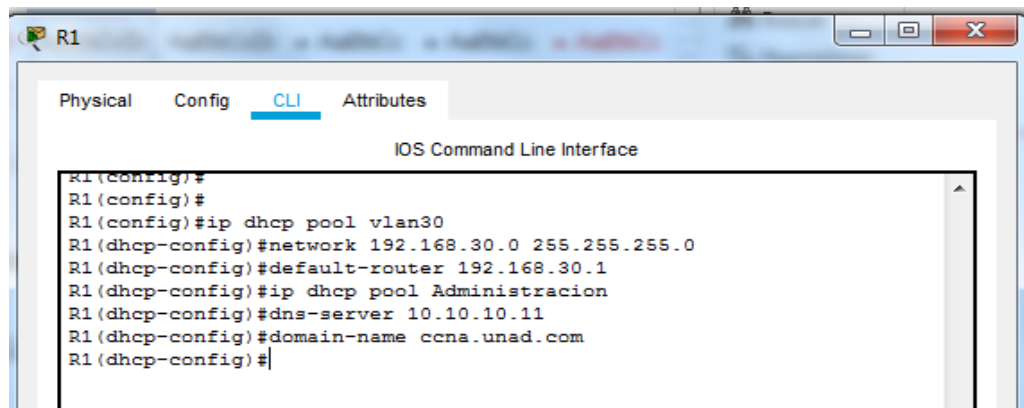 R1
Physical Config CLI Attributes
IOS Command Line Interface
R1(config)#
R1(config)#
R1(config)#ip dhcp pool vlan30
R1(dhcp-config)#network 192.168.30.0 255.255.255.0
R1(dhcp-config)#default-router 192.168.30.1
R1(dhcp-config)#ip dhcp pool Administracion
R1(dhcp-config)#dns-server 10.10.10.11
R1(dhcp-config)#domain-name ccna.unad.com
R1(dhcp-config)#